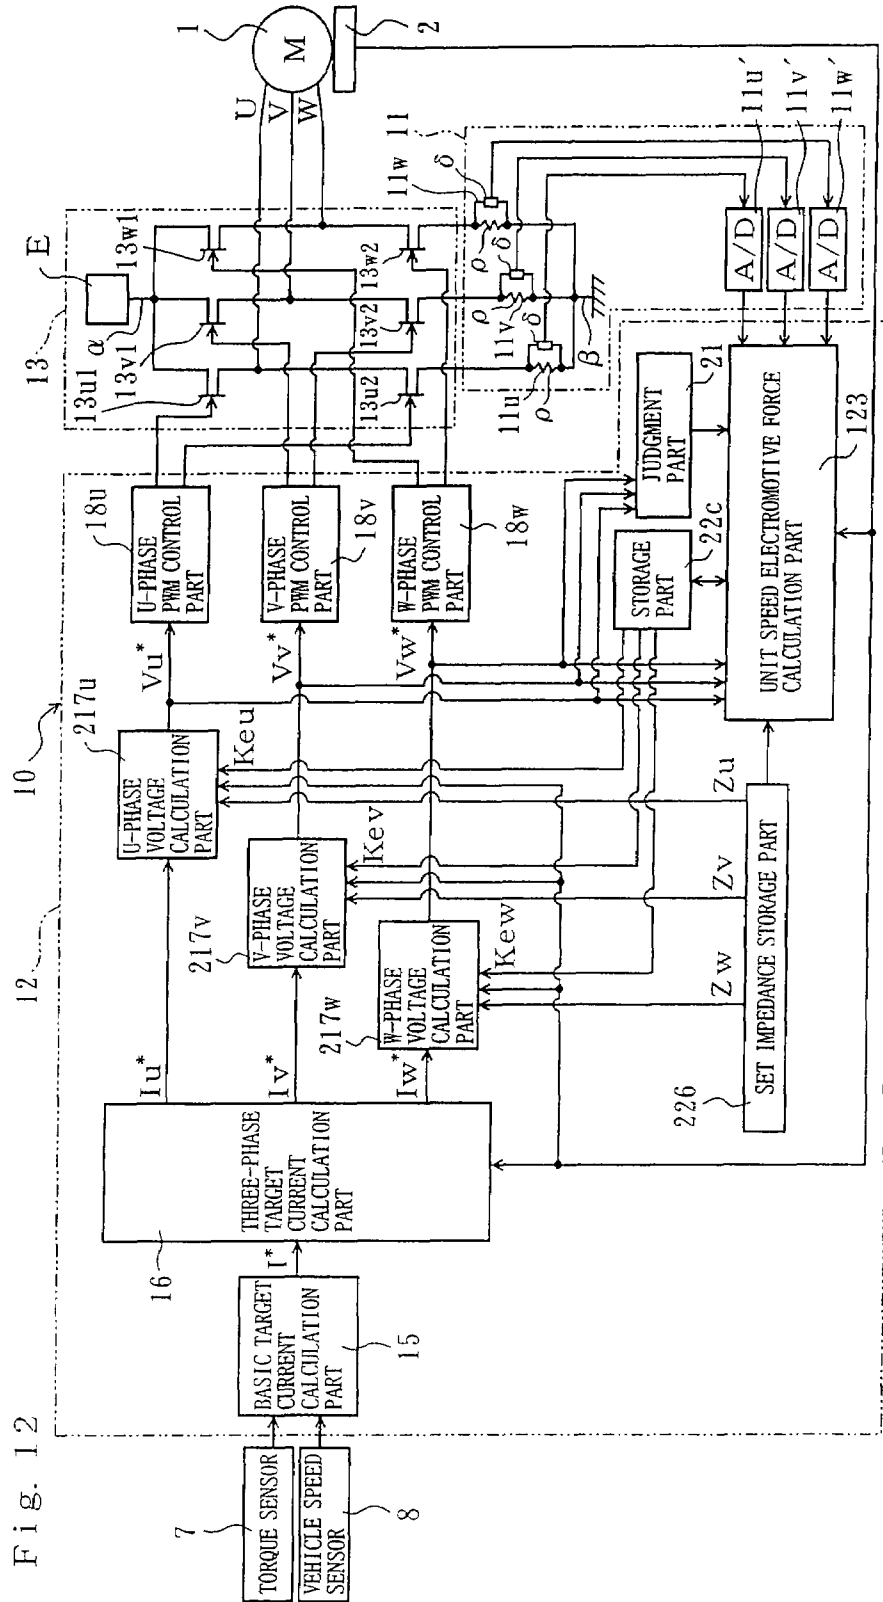 Fig. 12
TORQUE SENSOR
7
VEHICLE SPEED
SENSOR
8
BASIC TARGET
CURRENT
CALCULATION
PART
15
I*
THREE-PHASE
TARGET
CURRENT
CALCULATION
PART
16
Iu*
Iv*
Iw*
12
10
U-PHASE
VOLTAGE
CALCULATION
PART
217u
V-PHASE
VOLTAGE
CALCULATION
PART
217v
W-PHASE
VOLTAGE
CALCULATION
PART
217w
Keu
Kev
Kew
Zu
Zv
Zw
SET IMPEDANCE STORAGE PART
226
Vu*
Vv*
Vw*
U-PHASE
PWM CONTROL
PART
18u
V-PHASE
PWM CONTROL
PART
18v
W-PHASE
PWM CONTROL
PART
18w
STORAGE
PART
22c
JUDGMENT
PART
21
UNIT SPEED ELECTROMOTIVE FORCE
CALCULATION PART
123
13
E
α
13u1
13v1
13w1
13u2
13v2
13w2
U
V
W
1
M
2
11
11u
11v
11w
ρ
ρ
ρ
δ
δ
δ
β
A/D
A/D
A/D
11u´
11v´
11w´